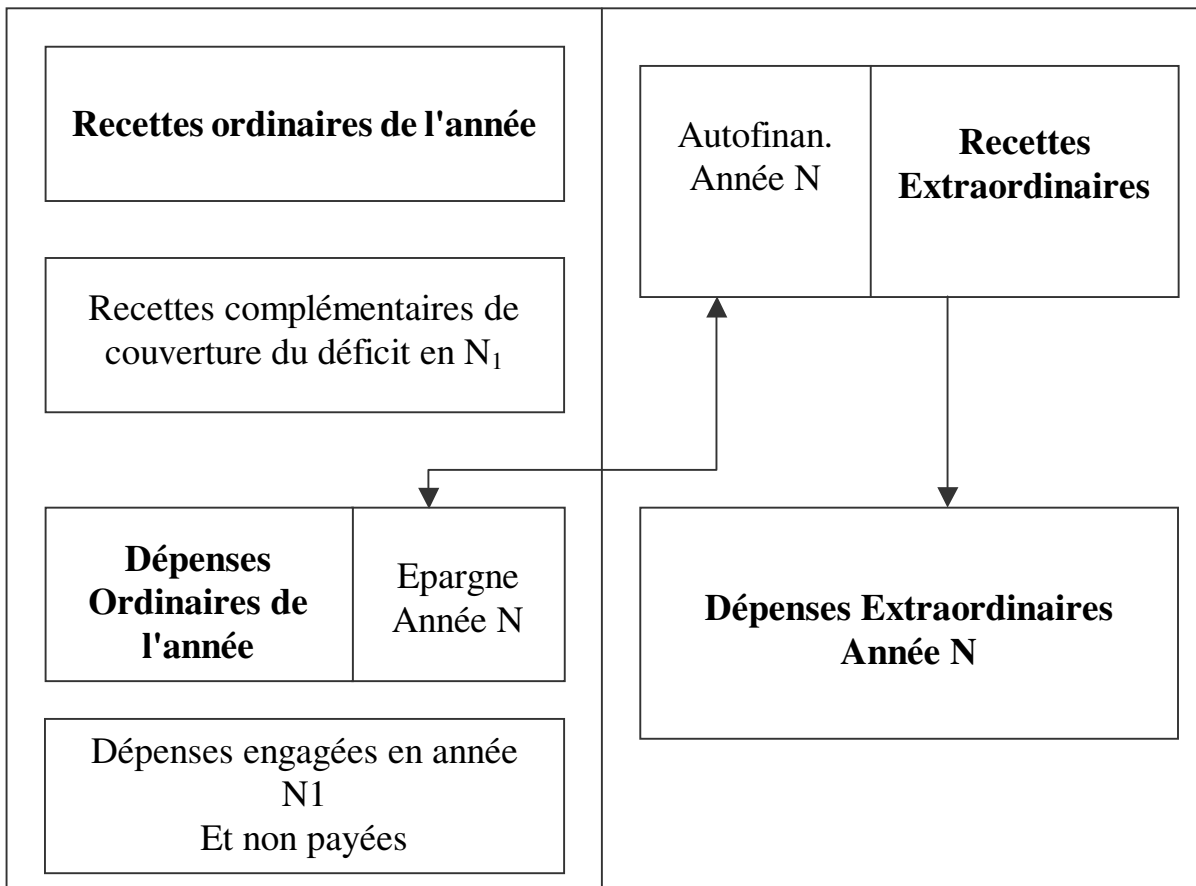 Recettes ordinaires de l'année
Recettes complémentaires de
couverture du déficit en N₁
Dépenses
Ordinaires de
l'année
Epargne
Année N
Dépenses engagées en année
N1
Et non payées
Autofinan.
Année N
Recettes
Extraordinaires
Dépenses Extraordinaires
Année N